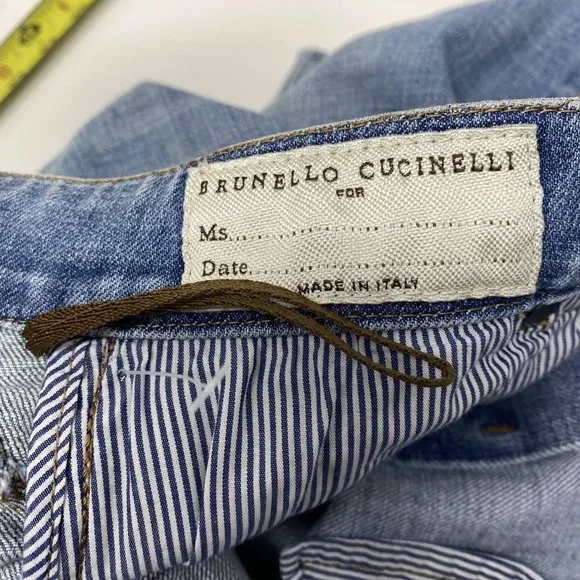 BRUNELLO CUCINELLI
FOR
Ms.
Date
MADE IN ITALY